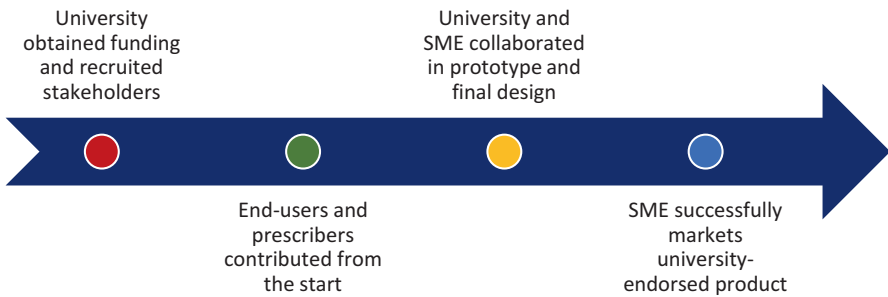 University
obtained funding
and recruited
stakeholders
End-users and
prescribers
contributed from
the start
University and
SME collaborated
in prototype and
final design
SME successfully
markets
university-
endorsed product